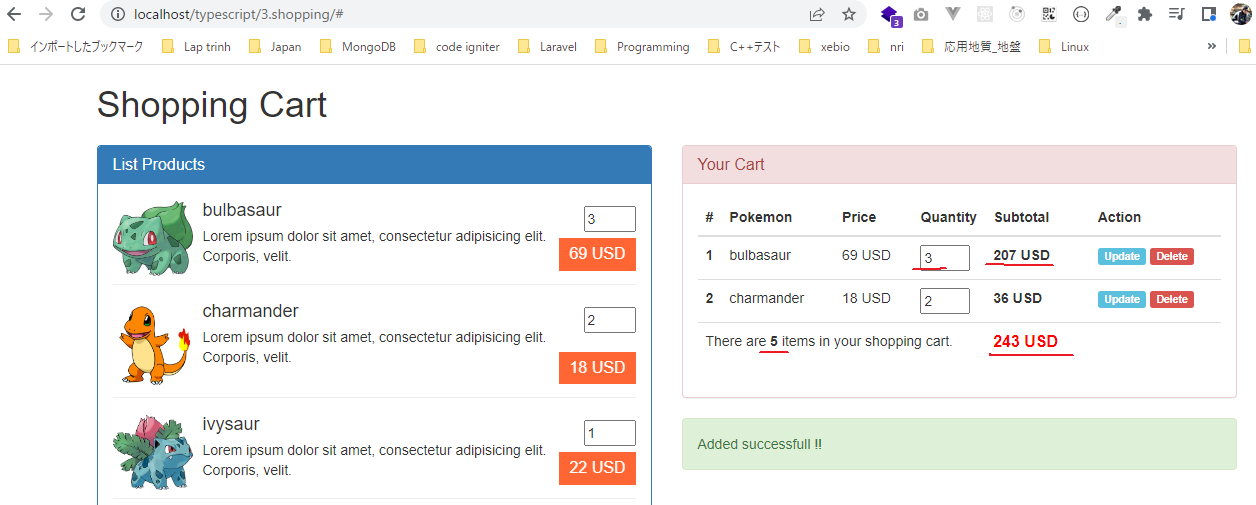 localhost/typescript/3.shopping/#
3
インポートしたブックマーク Lap trinh Japan MongoDB code igniter Laravel Programming C++テスト xebio nri 応用地質_地盤 Linux »
Shopping Cart
List Products
bulbasaur
3
Lorem ipsum dolor sit amet, consectetur adipisicing elit.
Corporis, velit.
69 USD
charmander
2
Lorem ipsum dolor sit amet, consectetur adipisicing elit.
Corporis, velit.
18 USD
ivysaur
1
Lorem ipsum dolor sit amet, consectetur adipisicing elit.
Corporis, velit.
22 USD
Your Cart
# Pokemon Price Quantity Subtotal Action
1 bulbasaur 69 USD 3 207 USD Update Delete
2 charmander 18 USD 2 36 USD Update Delete
There are 5 items in your shopping cart. 243 USD
Added successfull !!